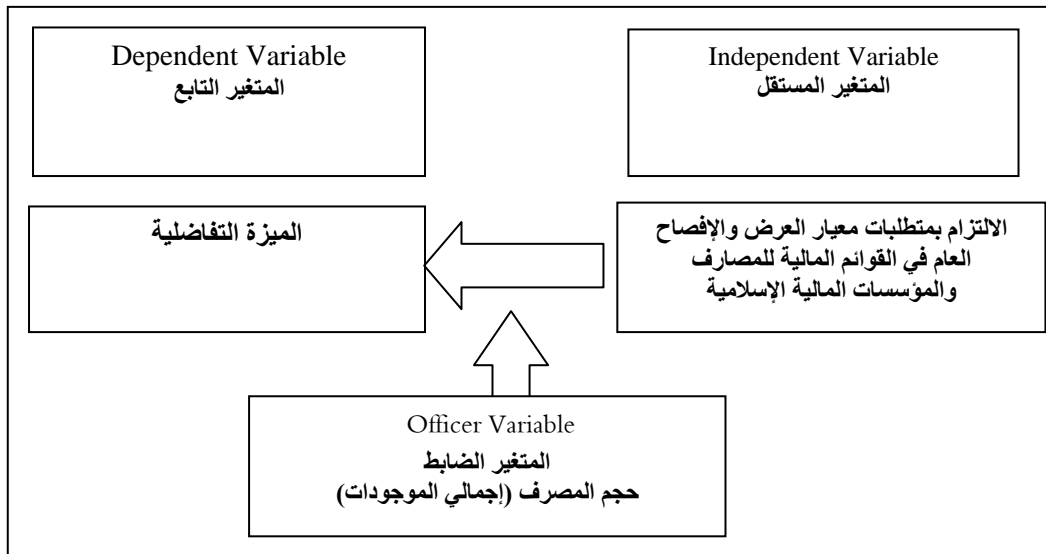 Independent Variable
المتغير المستقل
Dependent Variable
المتغير التابع
الالتزام بمتطلبات معيار العرض والإفصاح
العام في القوائم المالية للمصارف
والمؤسسات المالية الإسلامية
الميزة التفاضلية
Officer Variable
المتغير الضابط
حجم المصرف (إجمالي الموجودات)